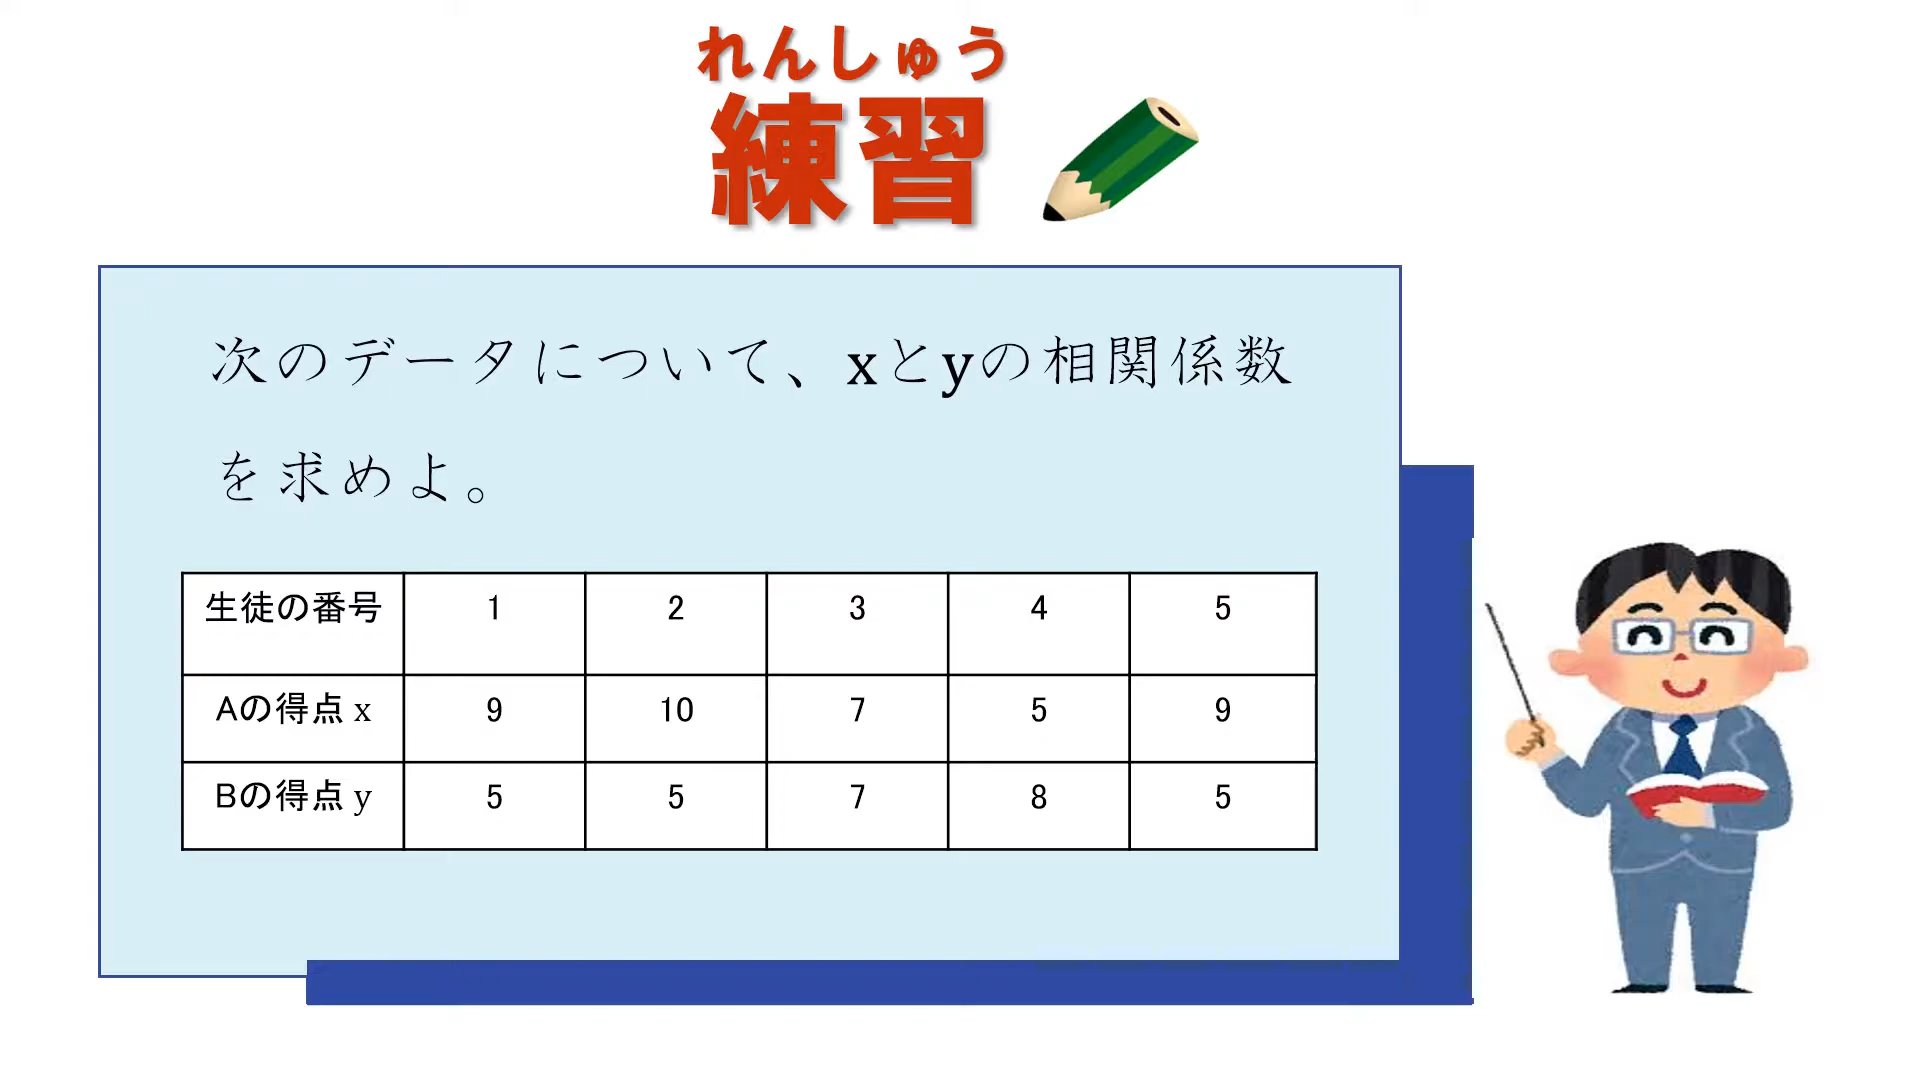 れんしゅう
練習
次のデータについて、xとyの相関係数
を求めよ。
生徒の番号 1 2 3 4 5
Aの得点 x 9 10 7 5 9
Bの得点 y 5 5 7 8 5